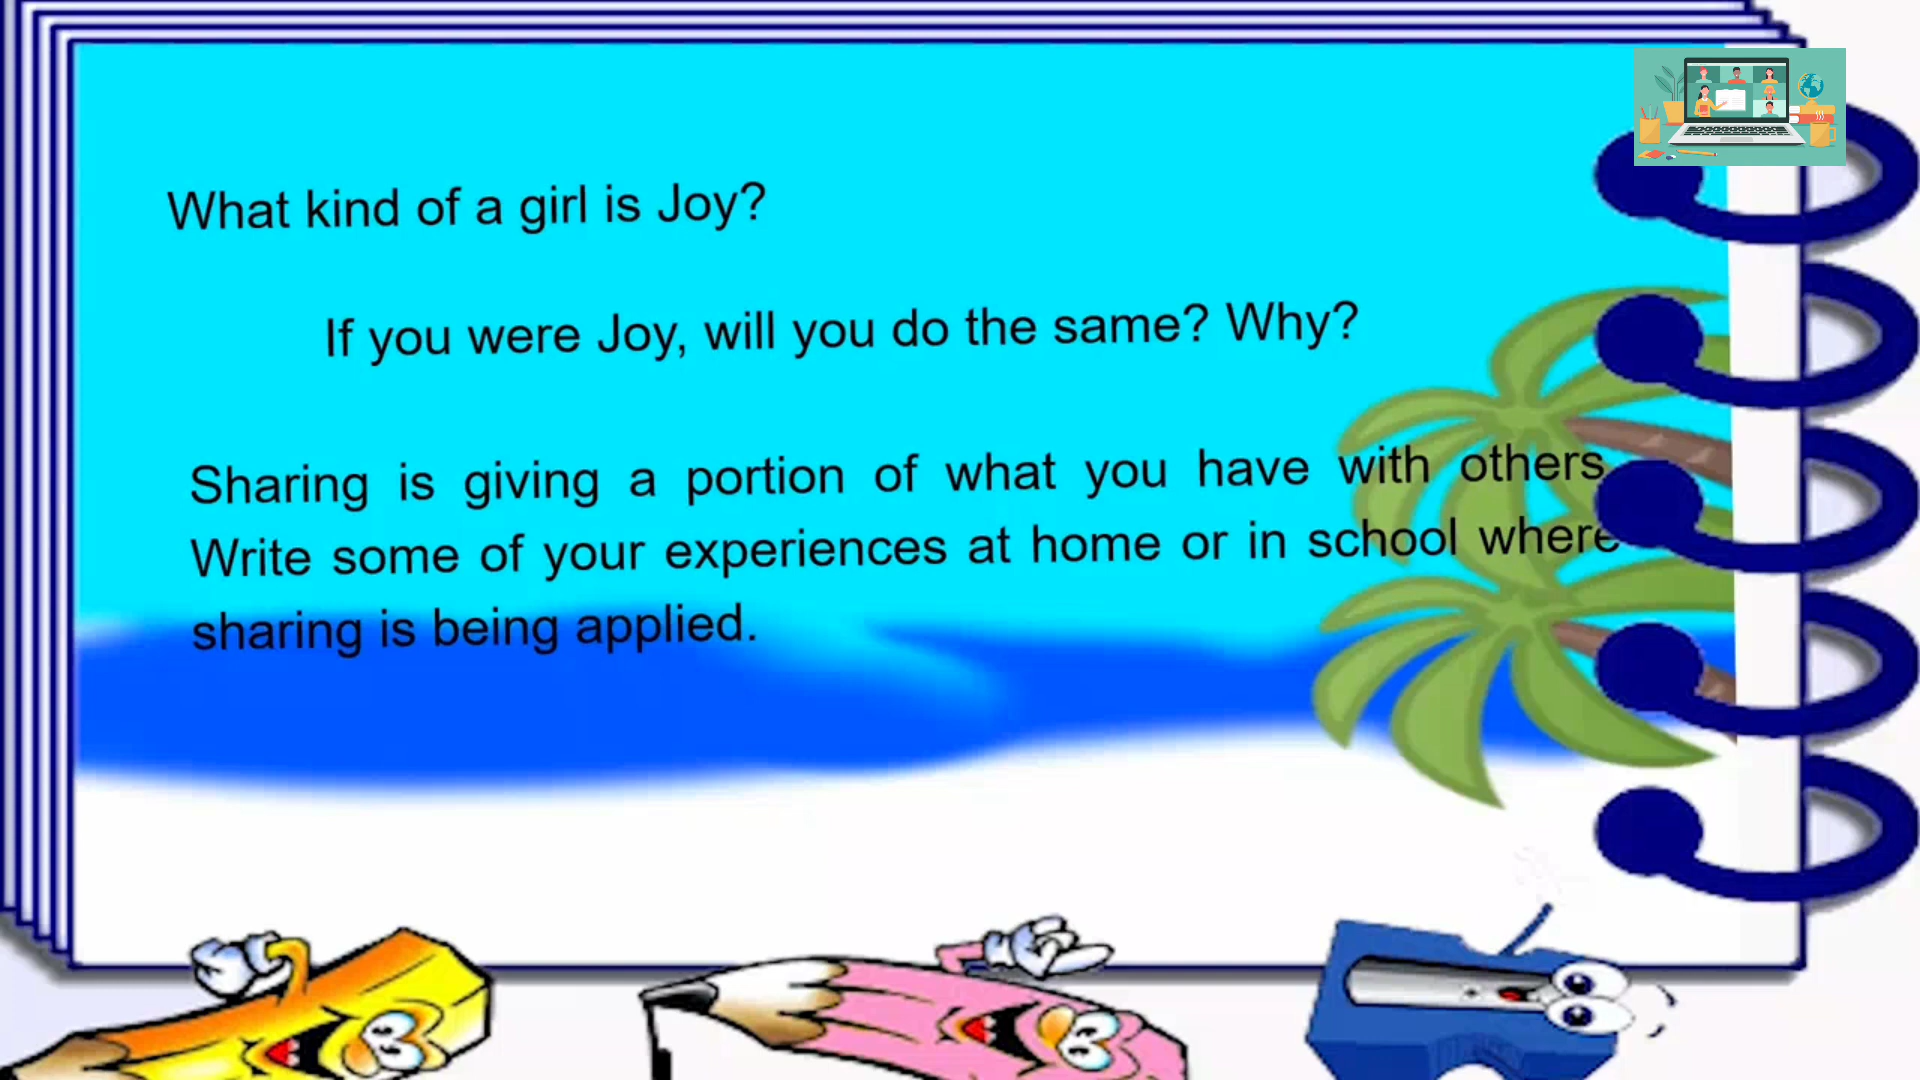 What kind of a girl is Joy?
If you were Joy, will you do the same? Why?
Sharing is giving a portion of what you have with others.
Write some of your experiences at home or in school where
sharing is being applied.